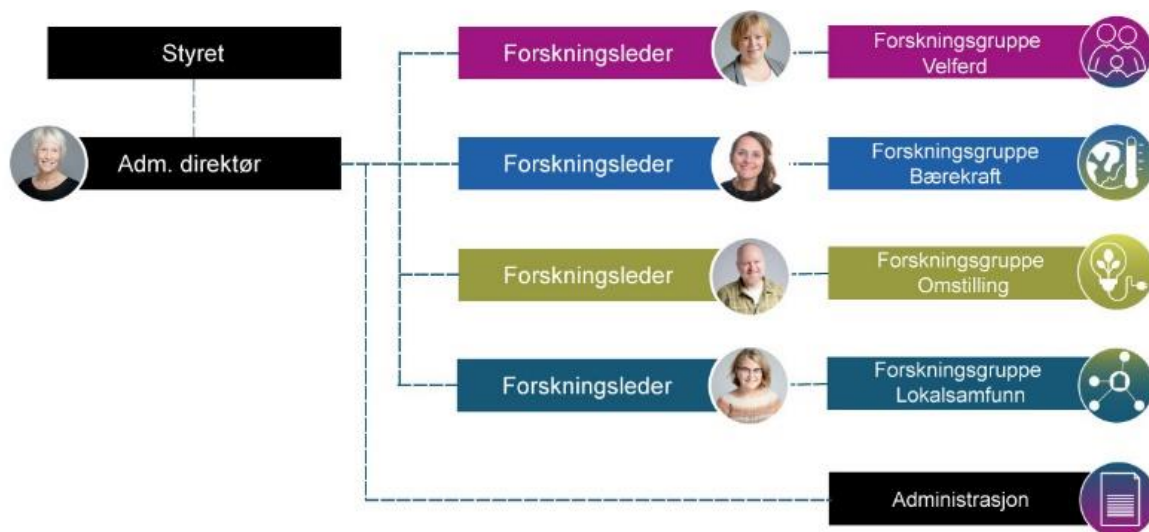 Styret
Adm. direktør
Forskningsleder
Forskningsgruppe
Velferd
Forskningsleder
Forskningsgruppe
Bærekraft
Forskningsleder
Forskningsgruppe
Omstilling
Forskningsleder
Forskningsgruppe
Lokalsamfunn
Administrasjon